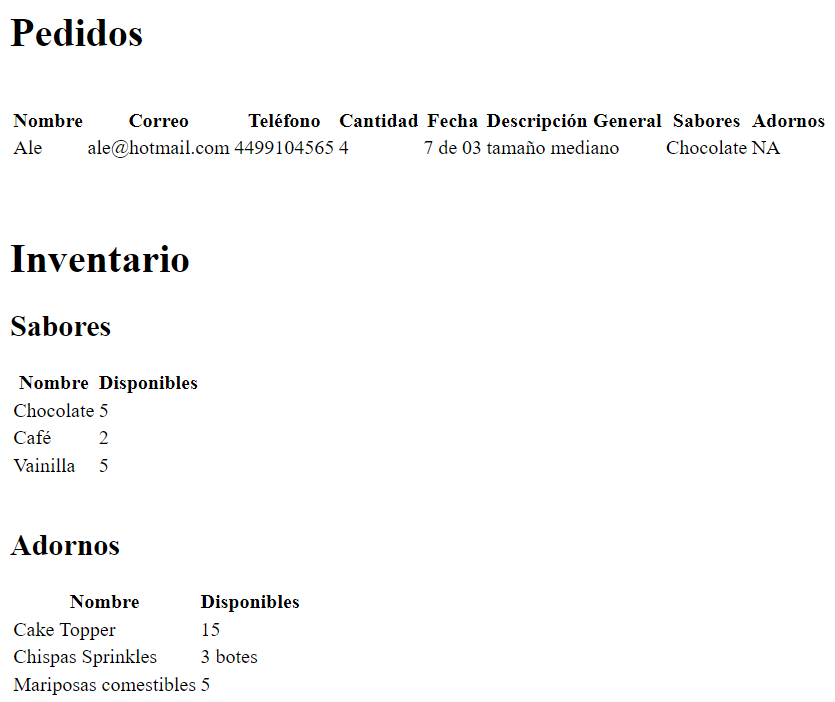 Pedidos
Nombre Correo Teléfono Cantidad Fecha Descripción General Sabores Adornos
Ale ale@hotmail.com 4499104565 4 7 de 03 tamaño mediano Chocolate NA
Inventario
Sabores
Nombre Disponibles
Chocolate 5
Café 2
Vainilla 5
Adornos
Nombre Disponibles
Cake Topper 15
Chispas Sprinkles 3 botes
Mariposas comestibles 5